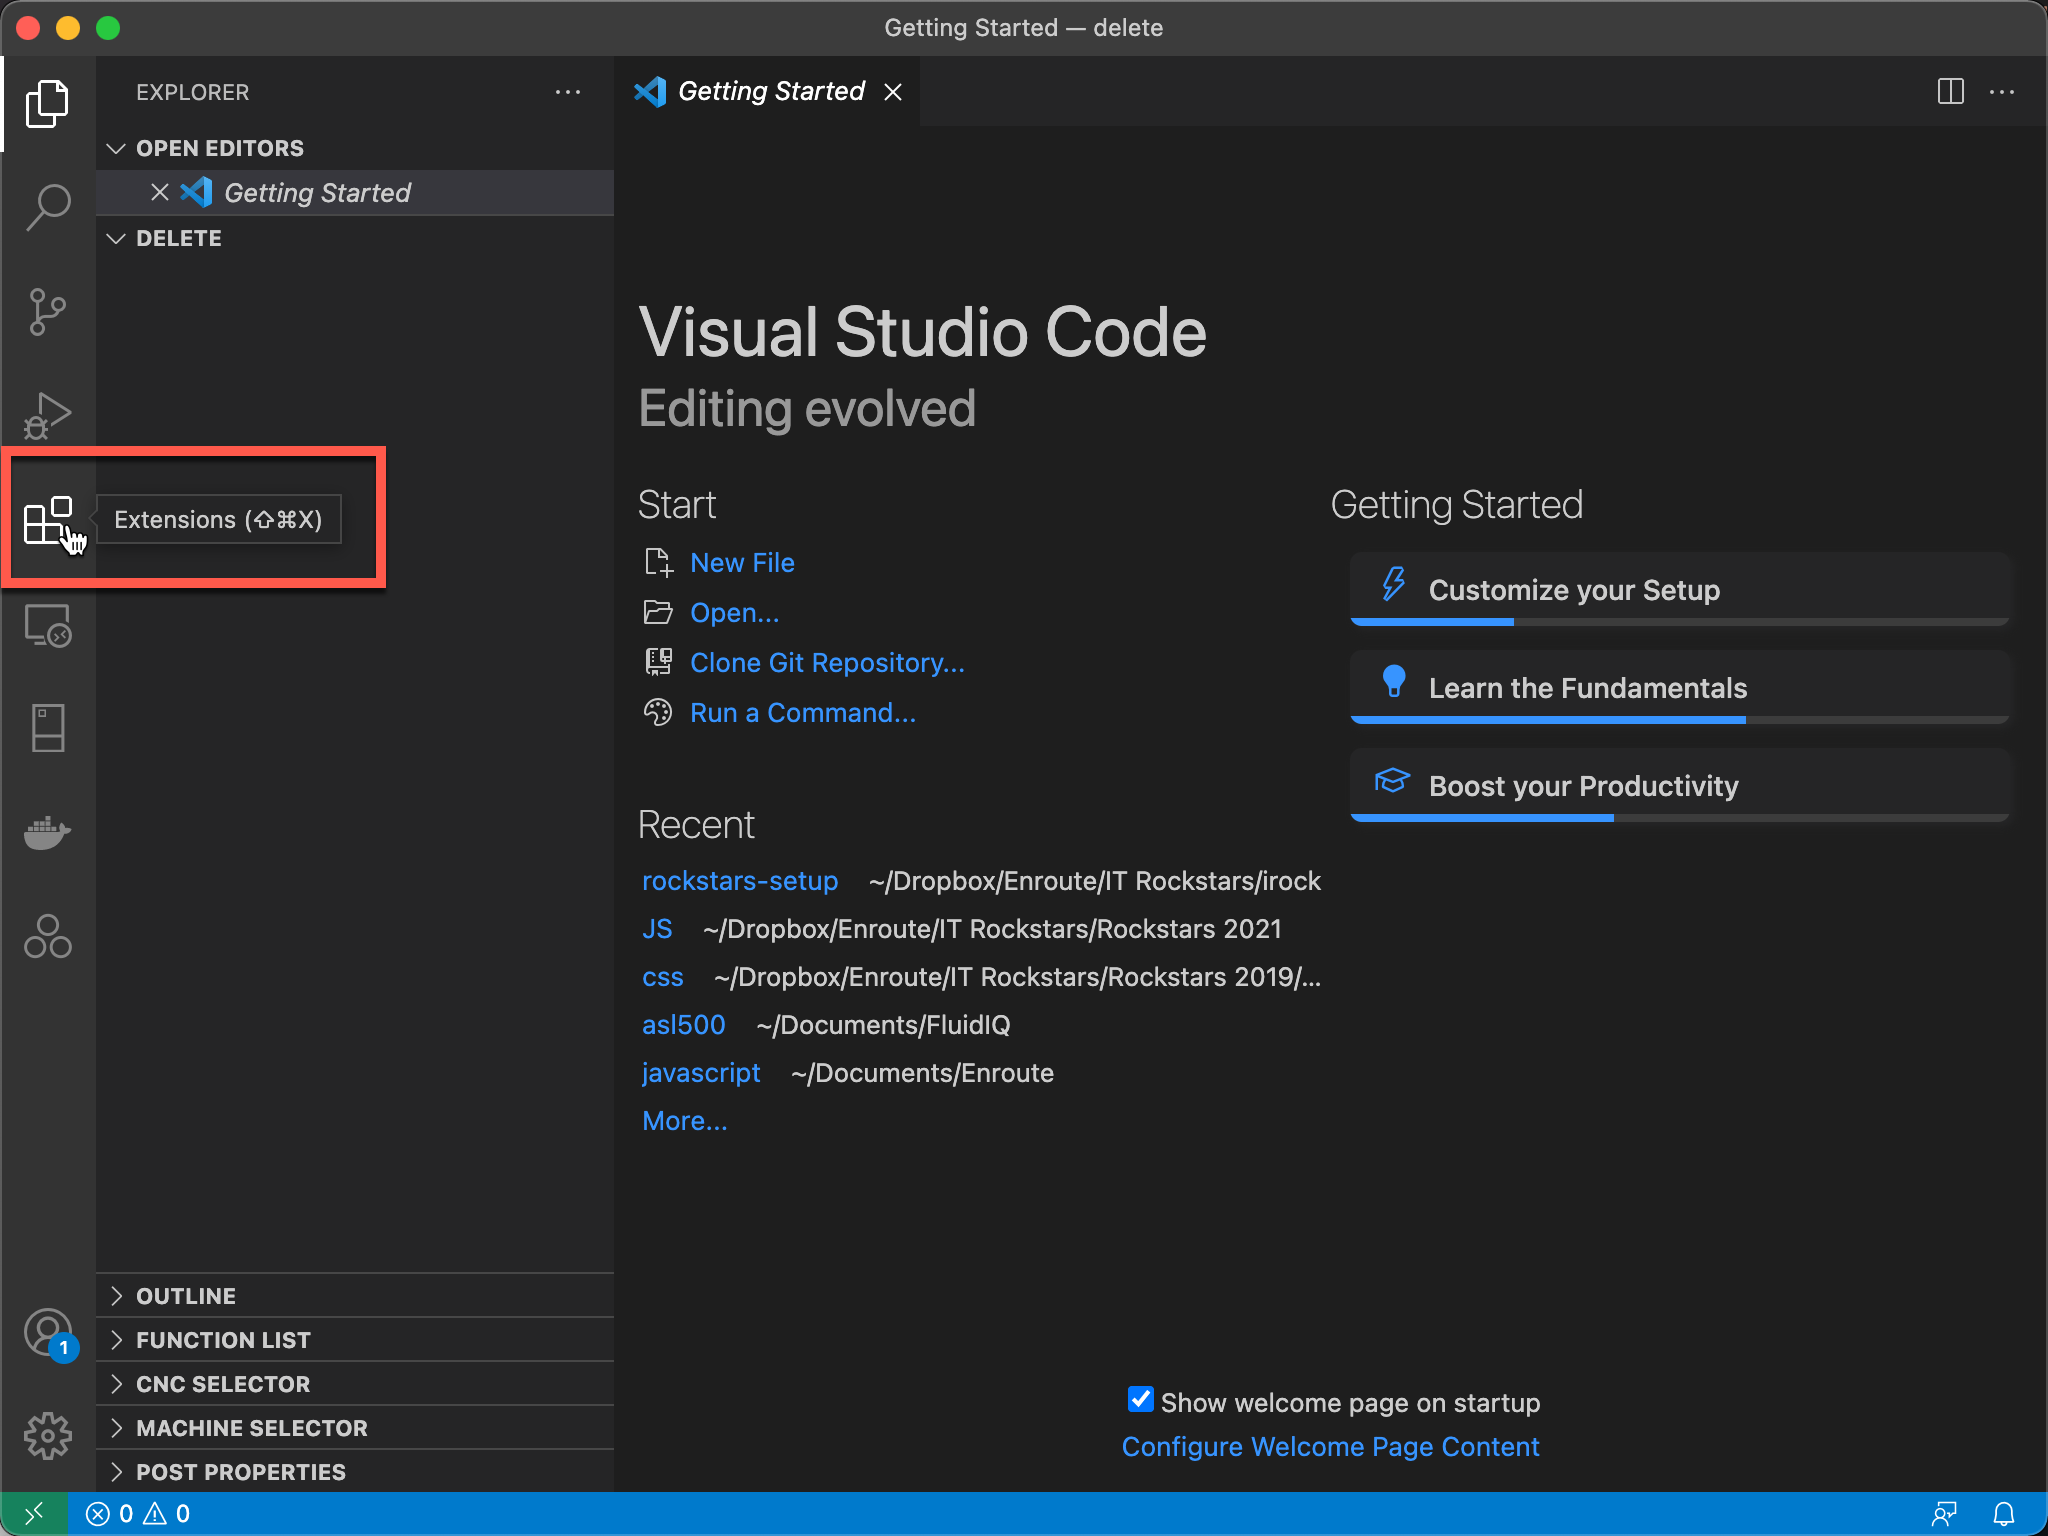 Getting Started — delete
EXPLORER
OPEN EDITORS
Getting Started
DELETE
Extensions (⇧⌘X)
OUTLINE
FUNCTION LIST
CNC SELECTOR
MACHINE SELECTOR
POST PROPERTIES
1
Getting Started
Visual Studio Code
Editing evolved
Start
New File
Open...
Clone Git Repository...
Run a Command...
Recent
rockstars-setup ~/Dropbox/Enroute/IT Rockstars/irock
JS ~/Dropbox/Enroute/IT Rockstars/Rockstars 2021
css ~/Dropbox/Enroute/IT Rockstars/Rockstars 2019/...
asl500 ~/Documents/FluidIQ
javascript ~/Documents/Enroute
More...
Getting Started
Customize your Setup
Learn the Fundamentals
Boost your Productivity
Show welcome page on startup
Configure Welcome Page Content
0 0